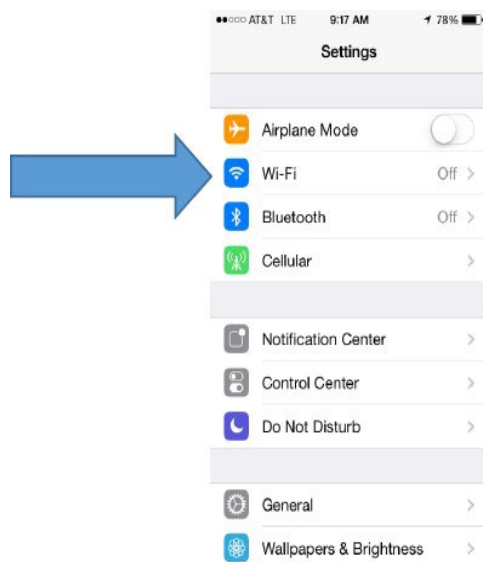 AT&T LTE 9:17 AM 78%
Settings
Airplane Mode
Wi-Fi Off
Bluetooth Off
Cellular
Notification Center
Control Center
Do Not Disturb
General
Wallpapers & Brightness